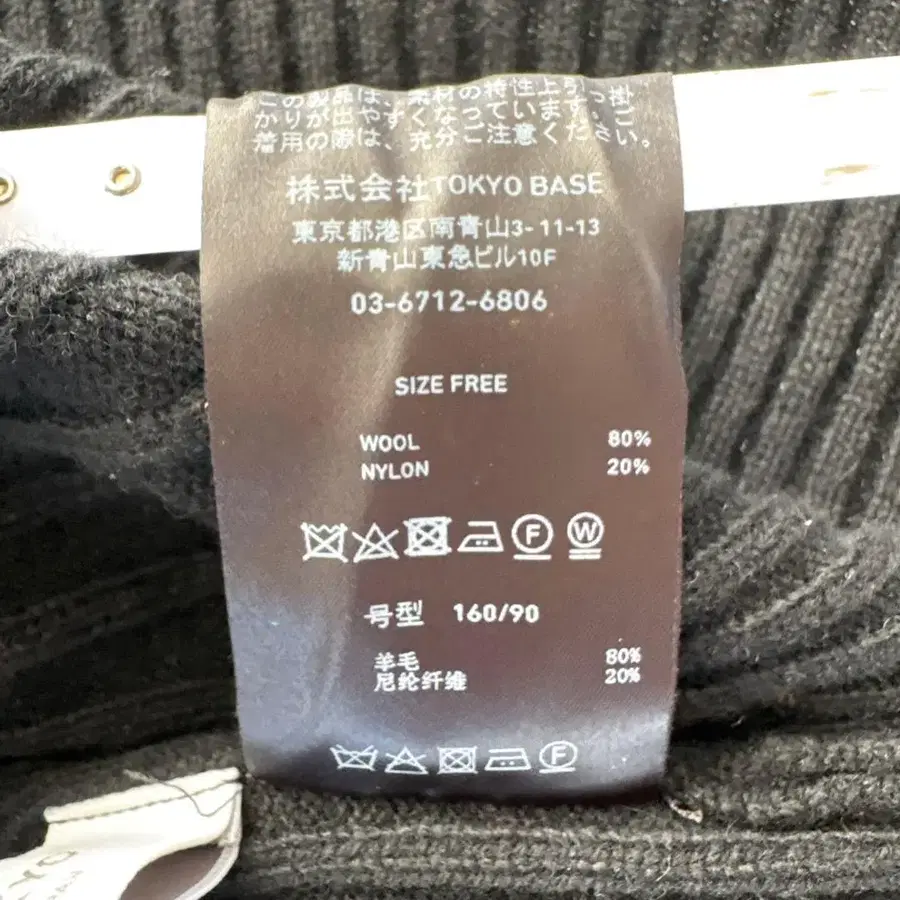 この製品は、素材の特性上引っ掛
かりが出やすくなっています。ご
着用の際は、充分ご注意ください。
株式会社TOKYO BASE
東京都港区南青山3-11-13
新青山東急ビル10F
03-6712-6806
SIZE FREE
WOOL 80%
NYLON 20%
F W
号型 160/90
羊毛 80%
尼纶纤维 20%
F